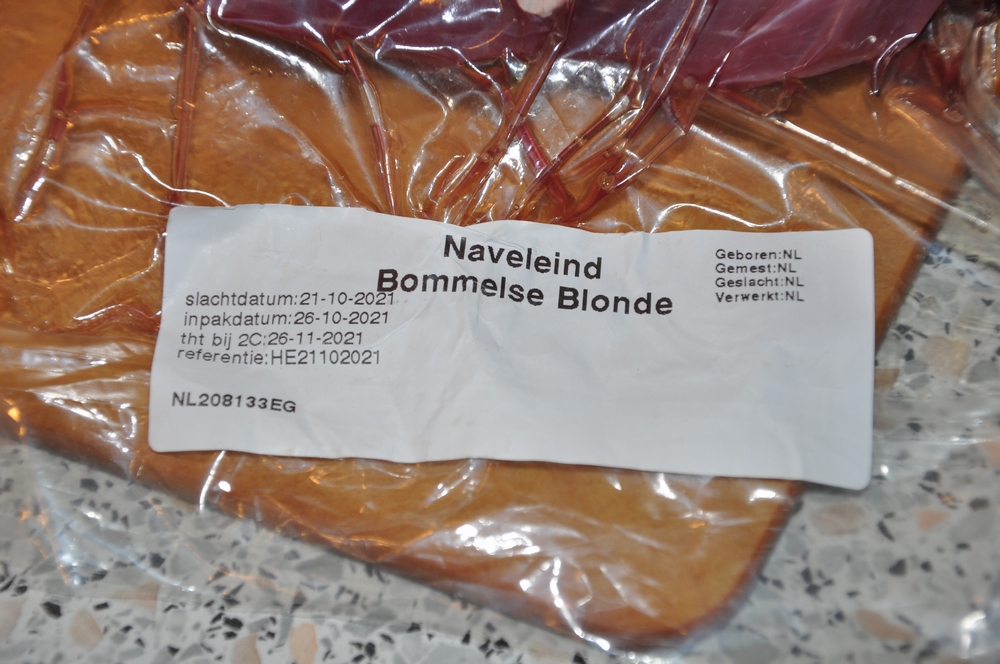 Naveleind
Bommelse Blonde
slachtdatum:21-10-2021
inpakdatum:26-10-2021
tht bij 2C:26-11-2021
referentie:HE21102021
NL208133EG
Geboren:NL
Gemest:NL
Geslacht:NL
Verwerkt:NL